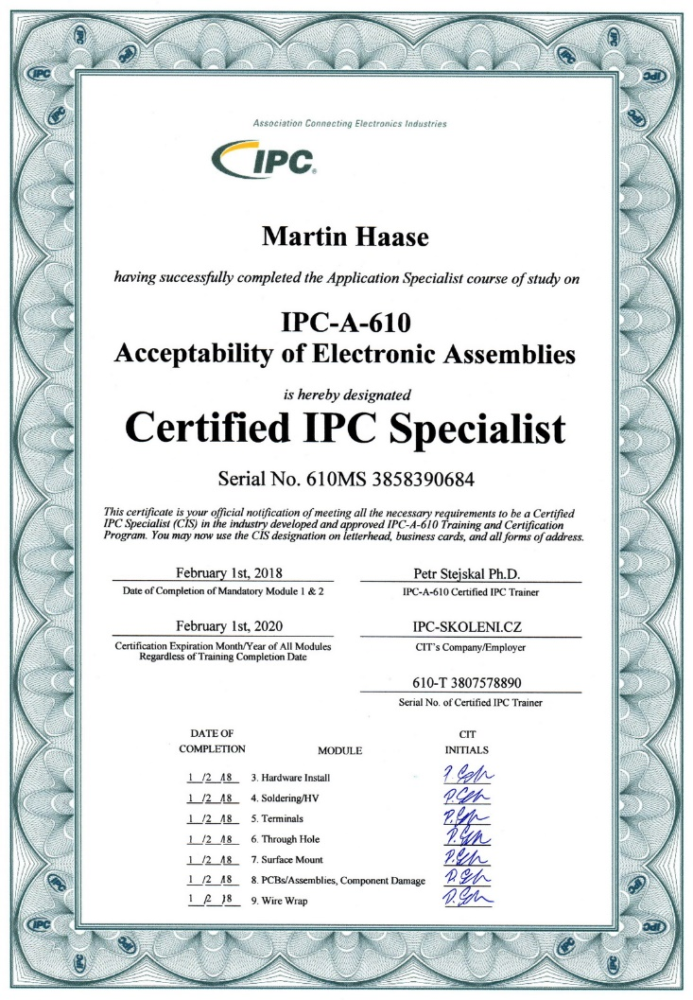 Association Connecting Electronics Industries
IPC®
Martin Haase
having successfully completed the Application Specialist course of study on
IPC-A-610
Acceptability of Electronic Assemblies
is hereby designated
Certified IPC Specialist
Serial No. 610MS 3858390684
This certificate is your official notification of meeting all the necessary requirements to be a Certified
IPC Specialist (CIS) in the industry developed and approved IPC-A-610 Training and Certification
Program. You may now use the CIS designation on letterhead, business cards, and all forms of address.
February 1st, 2018
Date of Completion of Mandatory Module 1 & 2
Petr Stejskal Ph.D.
IPC-A-610 Certified IPC Trainer
February 1st, 2020
Certification Expiration Month/Year of All Modules
Regardless of Training Completion Date
IPC-SKOLENI.CZ
CIT's Company/Employer
610-T 3807578890
Serial No. of Certified IPC Trainer
DATE OF
COMPLETION
MODULE
CIT
INITIALS
1 /2 /18 3. Hardware Install
1 /2 /18 4. Soldering/HV
1 /2 /18 5. Terminals
1 /2 /18 6. Through Hole
1 /2 /18 7. Surface Mount
1 /2 /18 8. PCBs/Assemblies, Component Damage
1 /2 /18 9. Wire Wrap